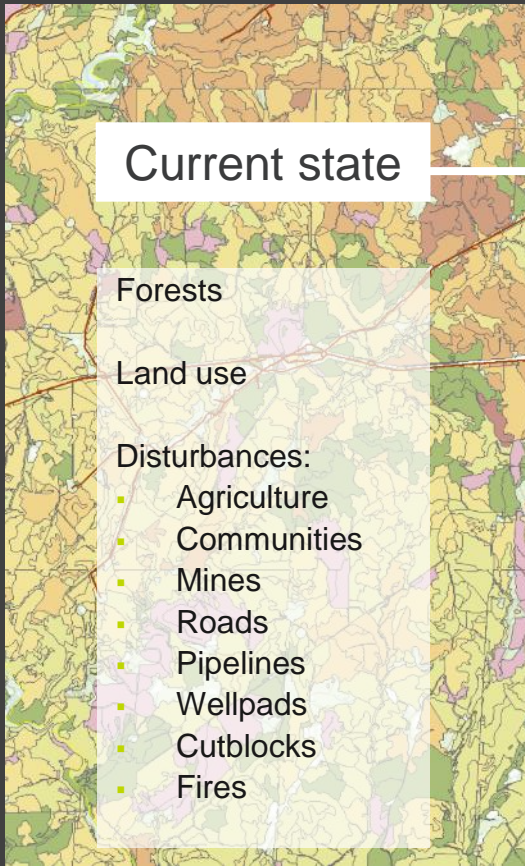 Current state
Forests
Land use
Disturbances:
▪ Agriculture
▪ Communities
▪ Mines
▪ Roads
▪ Pipelines
▪ Wellpads
▪ Cutblocks
▪ Fires